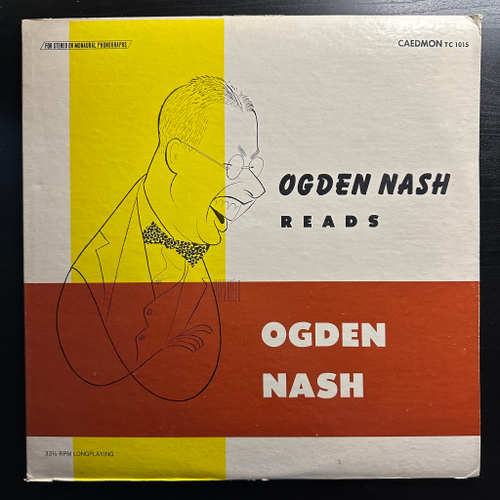 FOR STEREO OR MONAURAL PHONOGRAPHS
CAEDMON TC 1015
OGDEN NASH
READS
OGDEN
NASH
33⅓ RPM LONGPLAYING